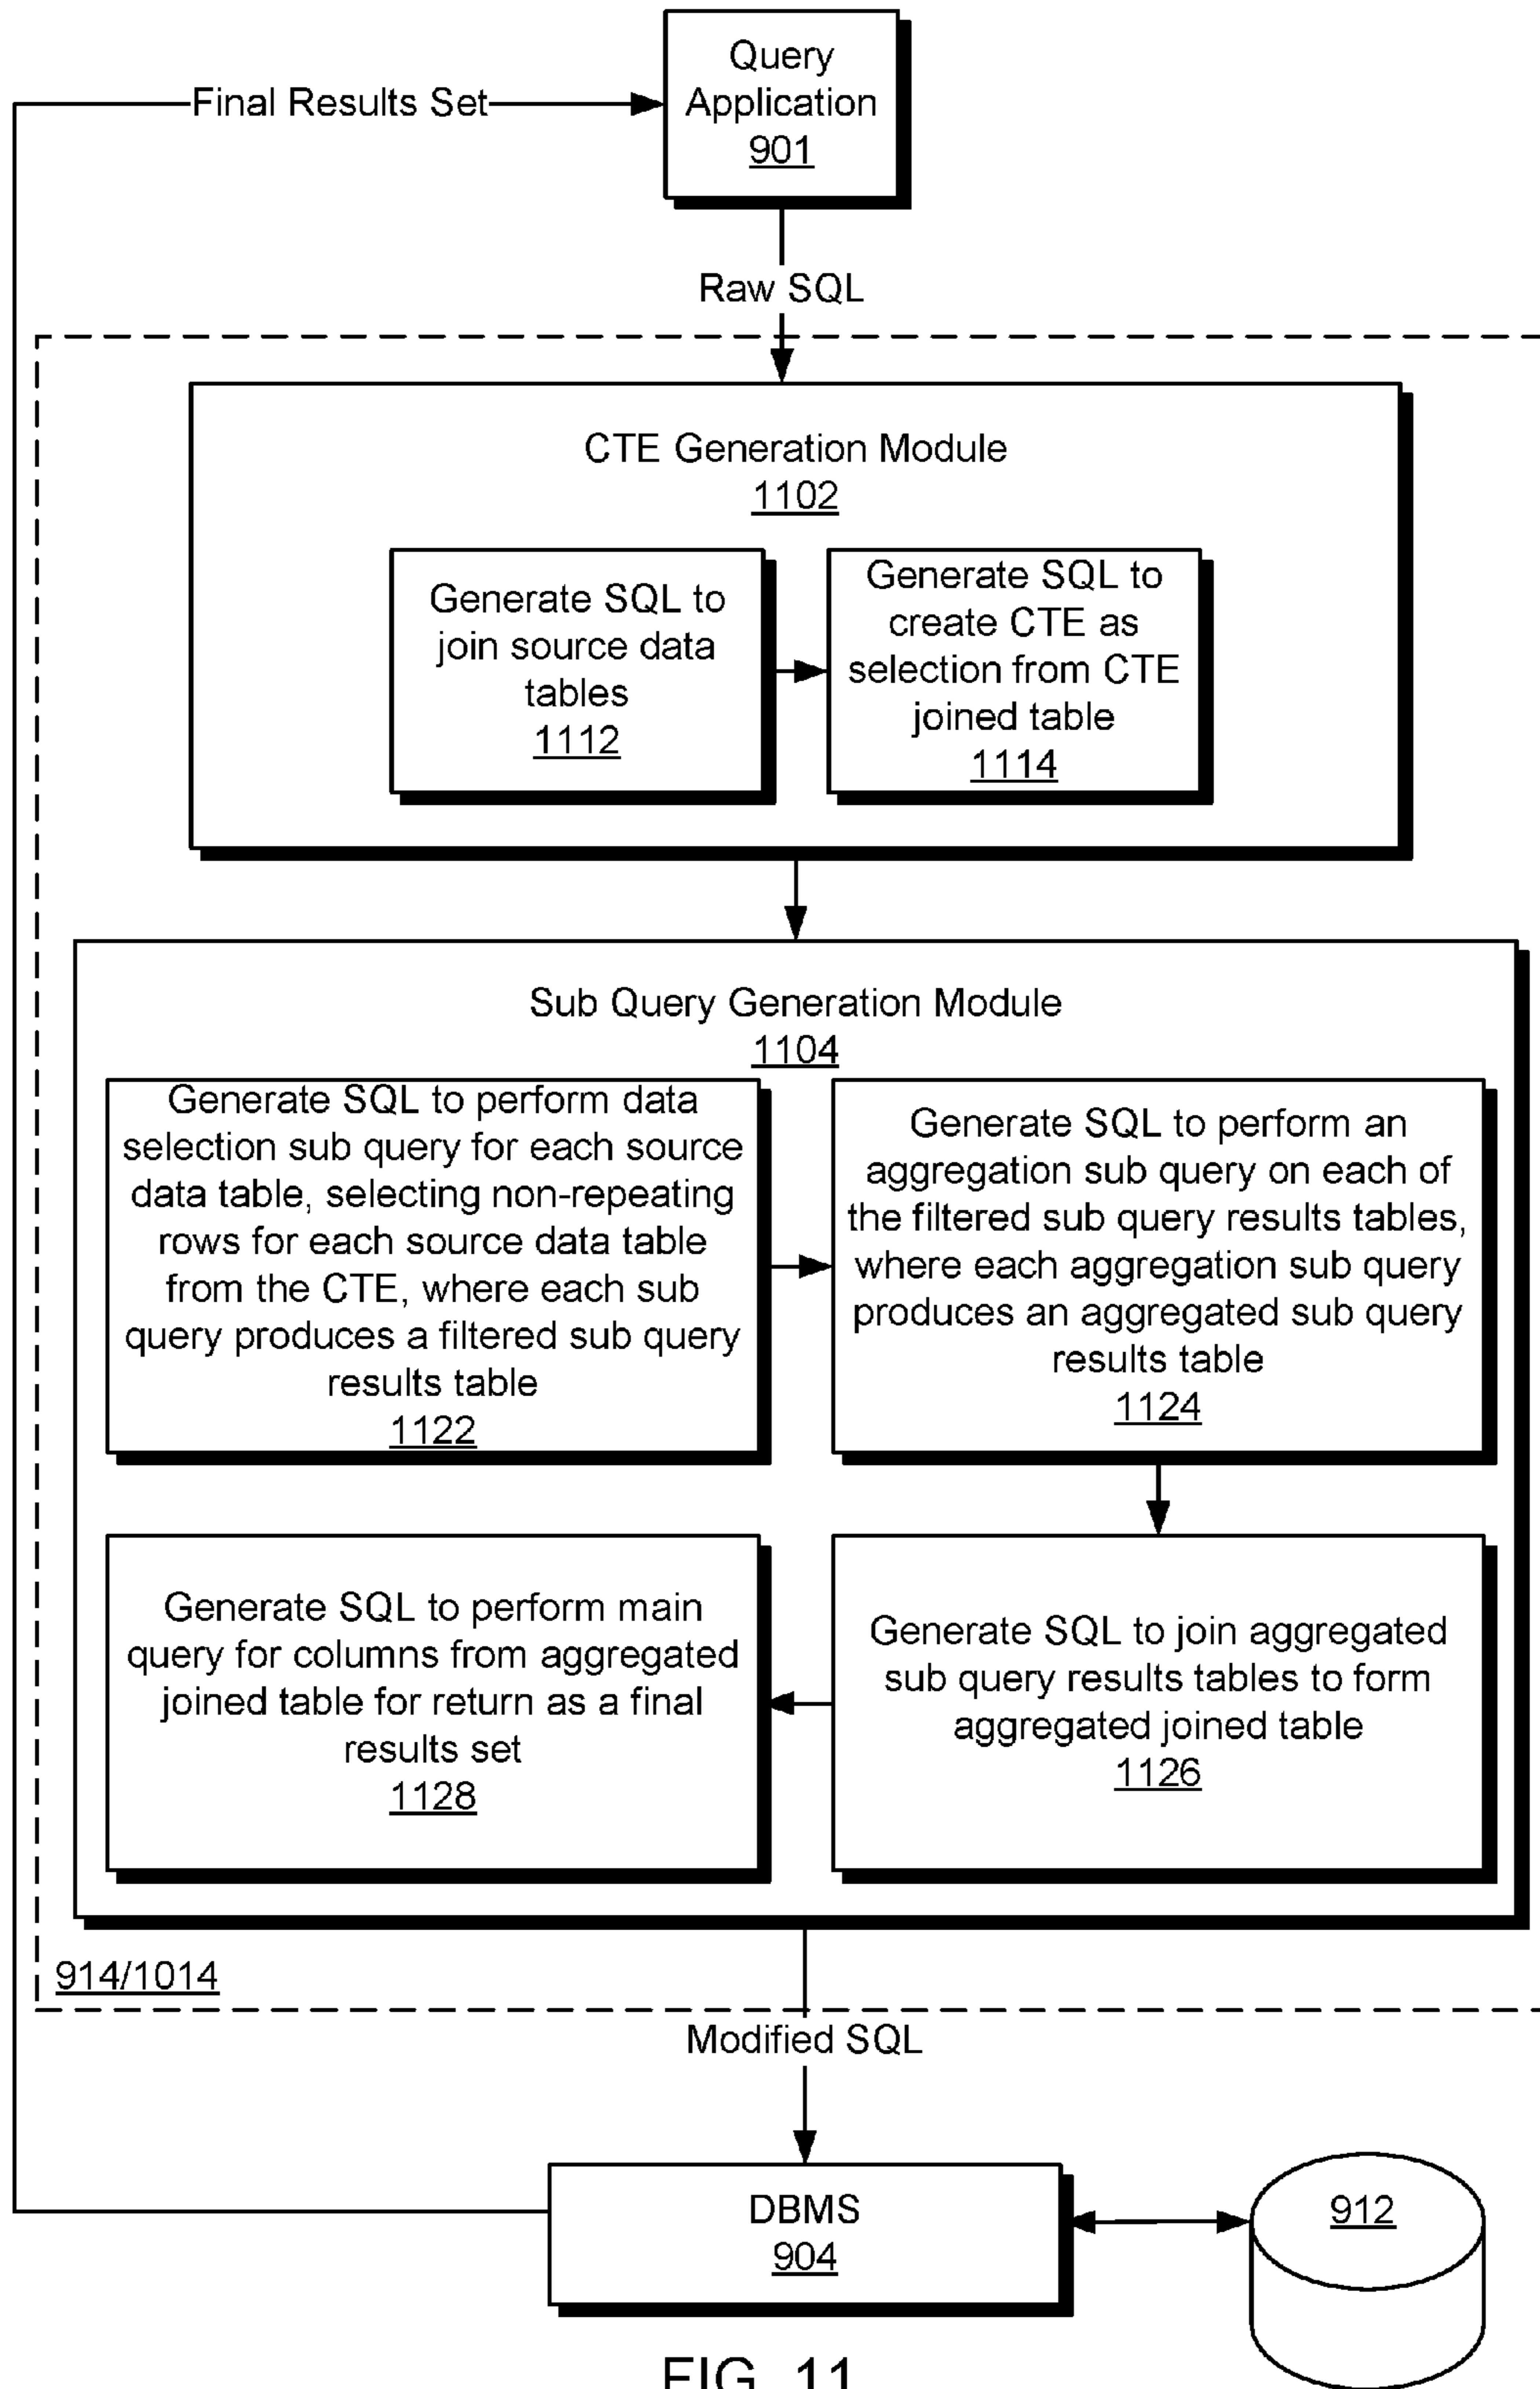 Query
Application
901
Final Results Set
Raw SQL
CTE Generation Module
1102
Generate SQL to
join source data
tables
1112
Generate SQL to
create CTE as
selection from CTE
joined table
1114
Sub Query Generation Module
1104
Generate SQL to perform data
selection sub query for each source
data table, selecting non-repeating
rows for each source data table
from the CTE, where each sub
query produces a filtered sub query
results table
1122
Generate SQL to perform an
aggregation sub query on each of
the filtered sub query results tables,
where each aggregation sub query
produces an aggregated sub query
results table
1124
Generate SQL to perform main
query for columns from aggregated
joined table for return as a final
results set
1128
Generate SQL to join aggregated
sub query results tables to form
aggregated joined table
1126
914/1014
Modified SQL
DBMS
904
912
FIG. 11